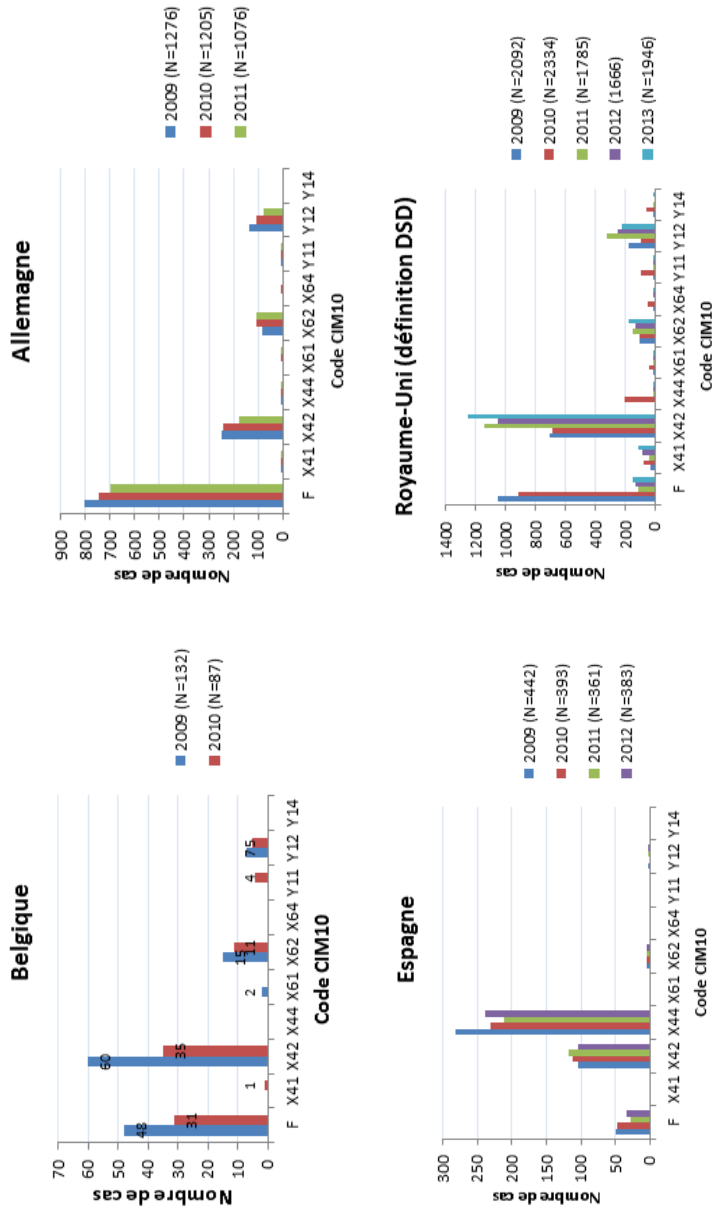 Belgique
Nombre de cas
70
60
50
40
30
20
10
0
48
31
1
60
35
2
15
11
4
7
5
F X41 X42 X44 X61 X62 X64 Y11 Y12 Y14
Code CIM10
2009 (N=132)
2010 (N=87)
Allemagne
Nombre de cas
900
800
700
600
500
400
300
200
100
0
F X41 X42 X44 X61 X62 X64 Y11 Y12 Y14
Code CIM10
2009 (N=1276)
2010 (N=1205)
2011 (N=1076)
Espagne
Nombre de cas
300
250
200
150
100
50
0
F X41 X42 X44 X61 X62 X64 Y11 Y12 Y14
Code CIM10
2009 (N=442)
2010 (N=393)
2011 (N=361)
2012 (N=383)
Royaume-Uni (définition DSD)
Nombre de cas
1400
1200
1000
800
600
400
200
0
F X41 X42 X44 X61 X62 X64 Y11 Y12 Y14
Code CIM10
2009 (N=2092)
2010 (N=2334)
2011 (N=1785)
2012 (1666)
2013 (N=1946)